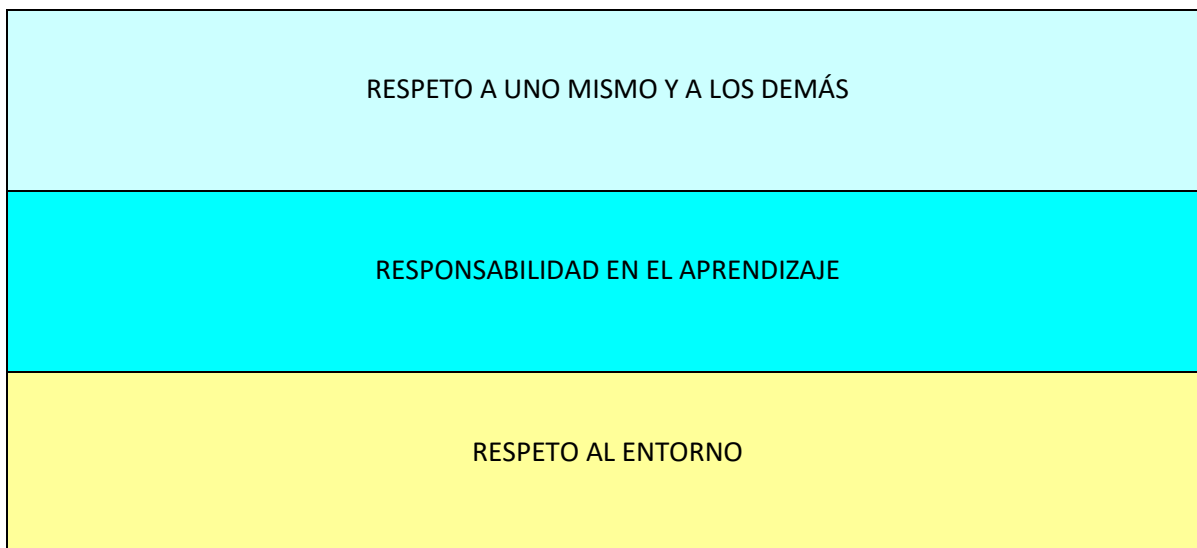 RESPETO A UNO MISMO Y A LOS DEMÁS
RESPONSABILIDAD EN EL APRENDIZAJE
RESPETO AL ENTORNO